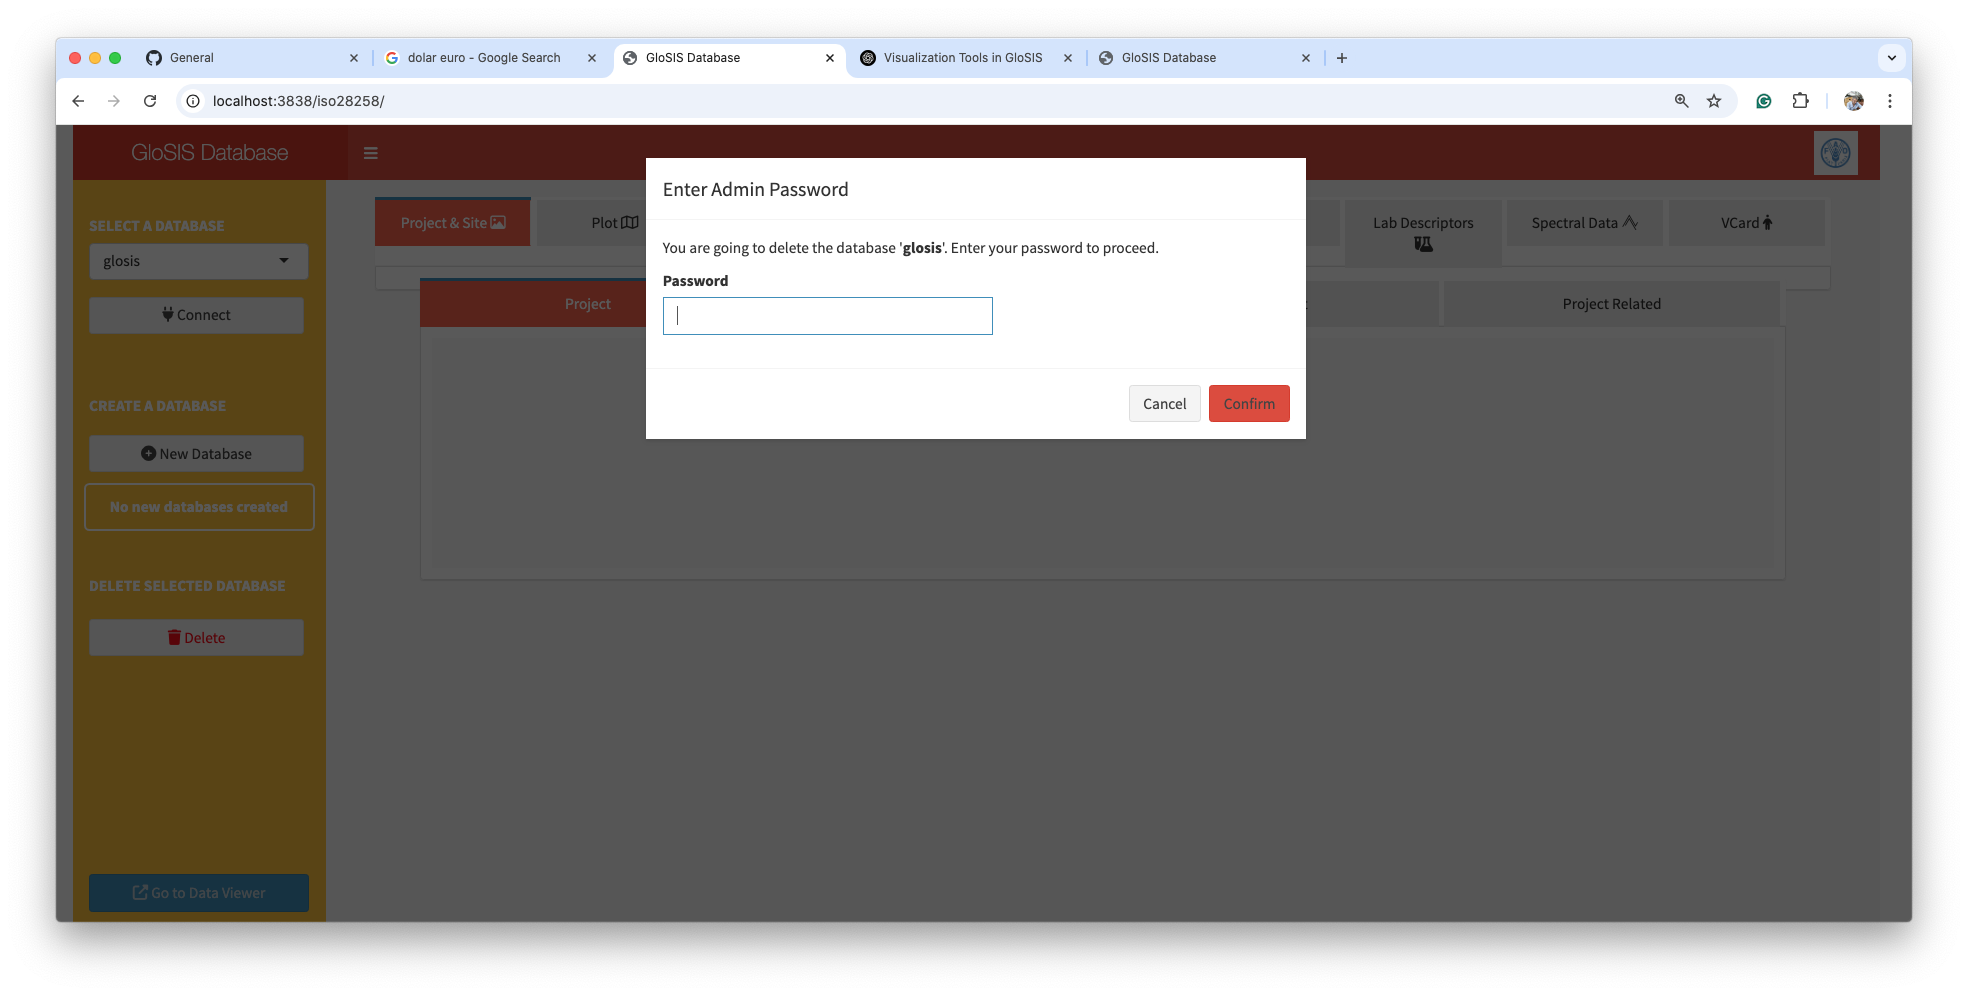 General
dolar euro - Google Search
GloSIS Database
Visualization Tools in GloSIS
GloSIS Database
localhost:3838/iso28258/
GloSIS Database
SELECT A DATABASE
glosis
Connect
CREATE A DATABASE
New Database
No new databases created
DELETE SELECTED DATABASE
Delete
Go to Data Viewer
Project & Site
Plot
Lab Descriptors
Spectral Data
VCard
Project
Project Related
Enter Admin Password
You are going to delete the database 'glosis'. Enter your password to proceed.
Password
Cancel
Confirm